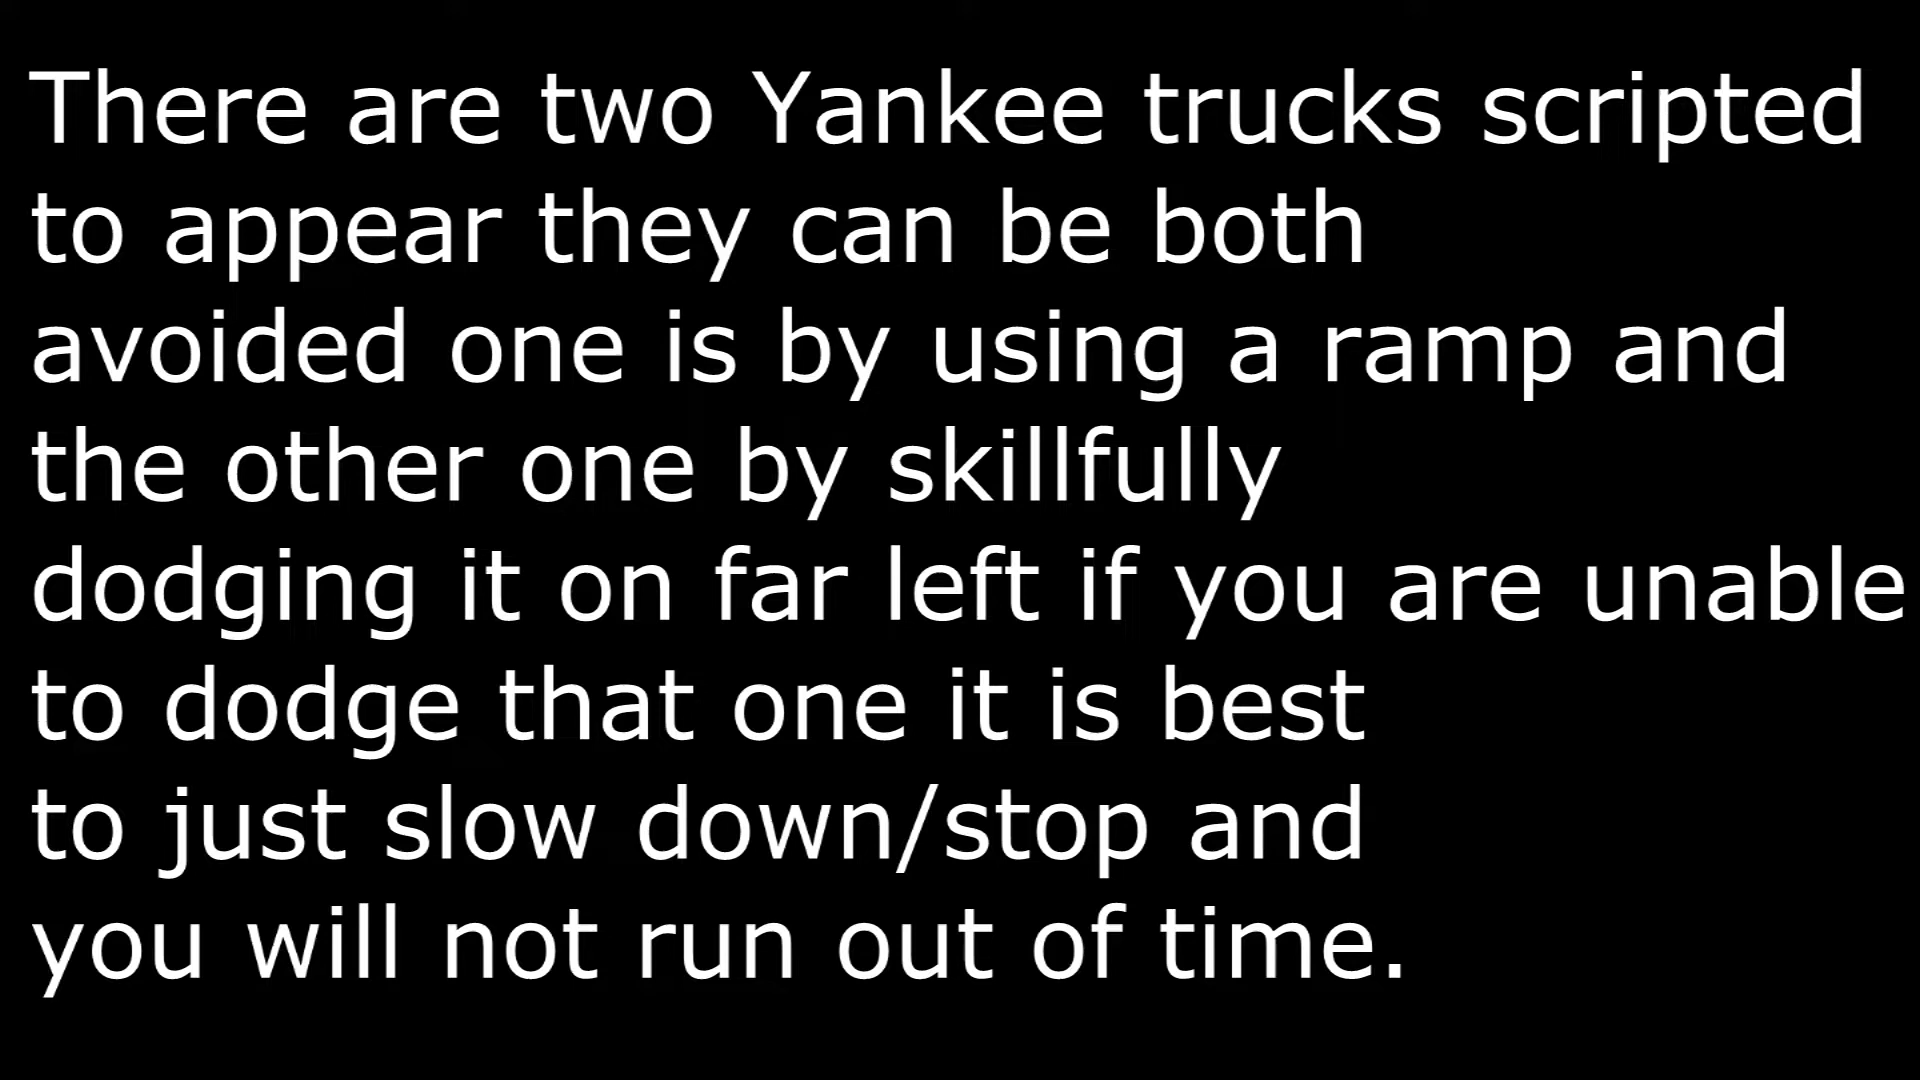 There are two Yankee trucks scripted
to appear they can be both
avoided one is by using a ramp and
the other one by skillfully
dodging it on far left if you are unable
to dodge that one it is best
to just slow down/stop and
you will not run out of time.